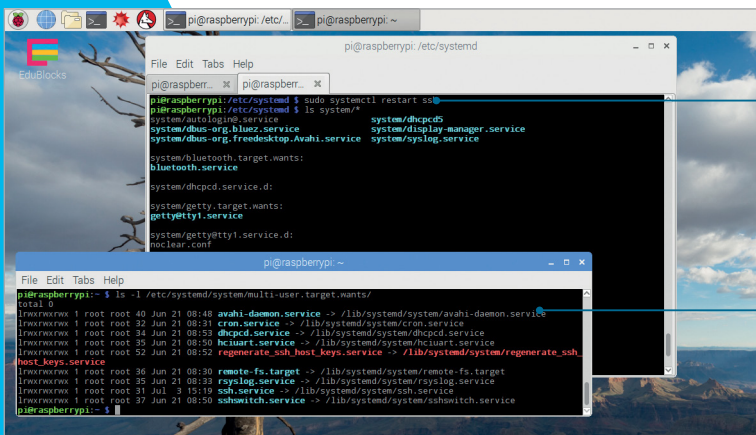 pi@raspberrypi: /etc/... pi@raspberrypi: ~
EduBlocks
pi@raspberrypi: /etc/systemd
File Edit Tabs Help
pi@raspberr... pi@raspberr...
pi@raspberrypi:/etc/systemd $ sudo systemctl restart ssh
pi@raspberrypi:/etc/systemd $ ls system/*
system/autologin@.service system/dhcpcd5
system/dbus-org.bluez.service system/display-manager.service
system/dbus-org.freedesktop.Avahi.service system/syslog.service
system/bluetooth.target.wants:
bluetooth.service
system/dhcpcd.service.d:
system/getty.target.wants:
getty@tty1.service
system/getty@tty1.service.d:
noclear.conf
pi@raspberrypi: ~
File Edit Tabs Help
pi@raspberrypi:~ $ ls -l /etc/systemd/system/multi-user.target.wants/
total 0
lrwxrwxrwx 1 root root 40 Jun 21 08:48 avahi-daemon.service -> /lib/systemd/system/avahi-daemon.service
lrwxrwxrwx 1 root root 32 Jun 21 08:31 cron.service -> /lib/systemd/system/cron.service
lrwxrwxrwx 1 root root 34 Jun 21 08:53 dhcpcd.service -> /lib/systemd/system/dhcpcd.service
lrwxrwxrwx 1 root root 35 Jun 21 08:50 hciuart.service -> /lib/systemd/system/hciuart.service
lrwxrwxrwx 1 root root 52 Jun 21 08:52 regenerate_ssh_host_keys.service -> /lib/systemd/system/regenerate_ssh_
host_keys.service
lrwxrwxrwx 1 root root 36 Jun 21 08:30 remote-fs.target -> /lib/systemd/system/remote-fs.target
lrwxrwxrwx 1 root root 35 Jun 21 08:33 rsyslog.service -> /lib/systemd/system/rsyslog.service
lrwxrwxrwx 1 root root 31 Jul 3 15:19 ssh.service -> /lib/systemd/system/ssh.service
lrwxrwxrwx 1 root root 37 Jun 21 08:50 sshswitch.service -> /lib/systemd/system/sshswitch.service
pi@raspberrypi:~ $